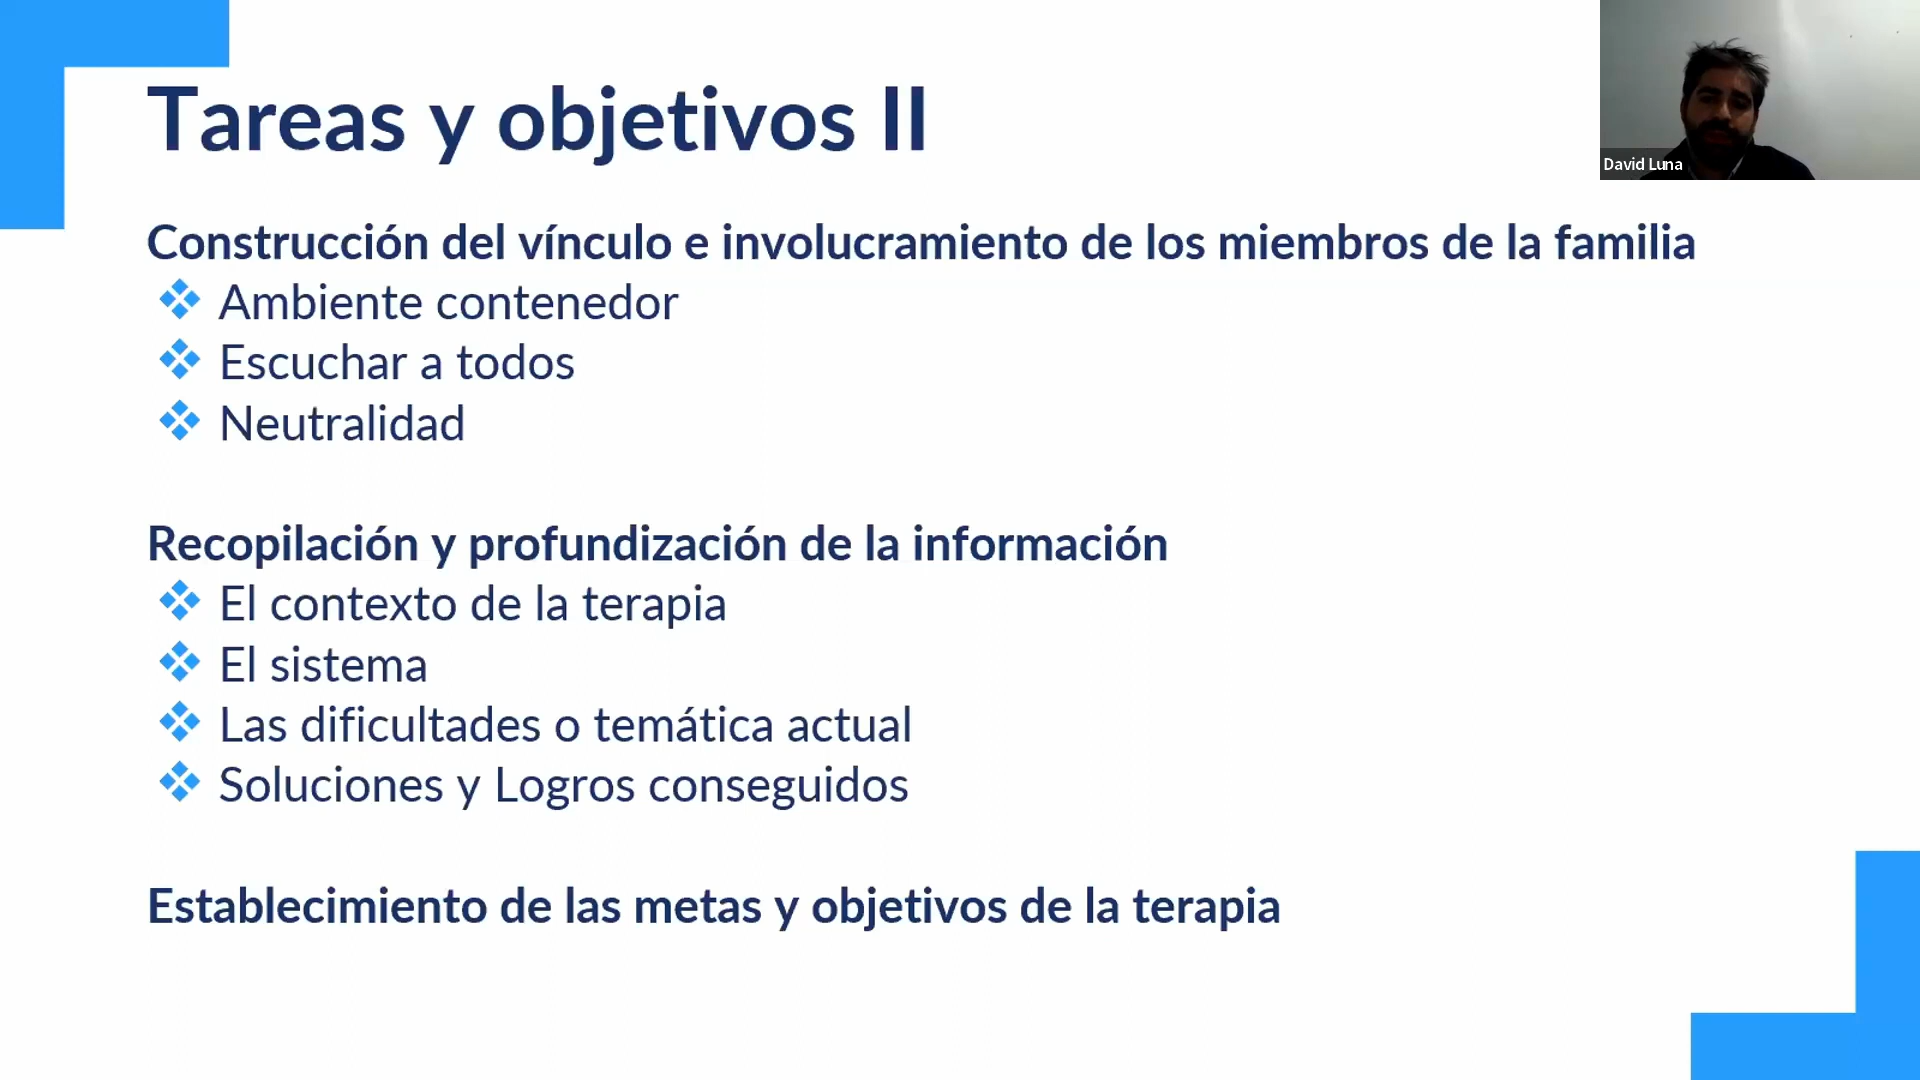 Tareas y objetivos II
David Luna
Construcción del vínculo e involucramiento de los miembros de la familia
Ambiente contenedor
Escuchar a todos
Neutralidad
Recopilación y profundización de la información
El contexto de la terapia
El sistema
Las dificultades o temática actual
Soluciones y Logros conseguidos
Establecimiento de las metas y objetivos de la terapia